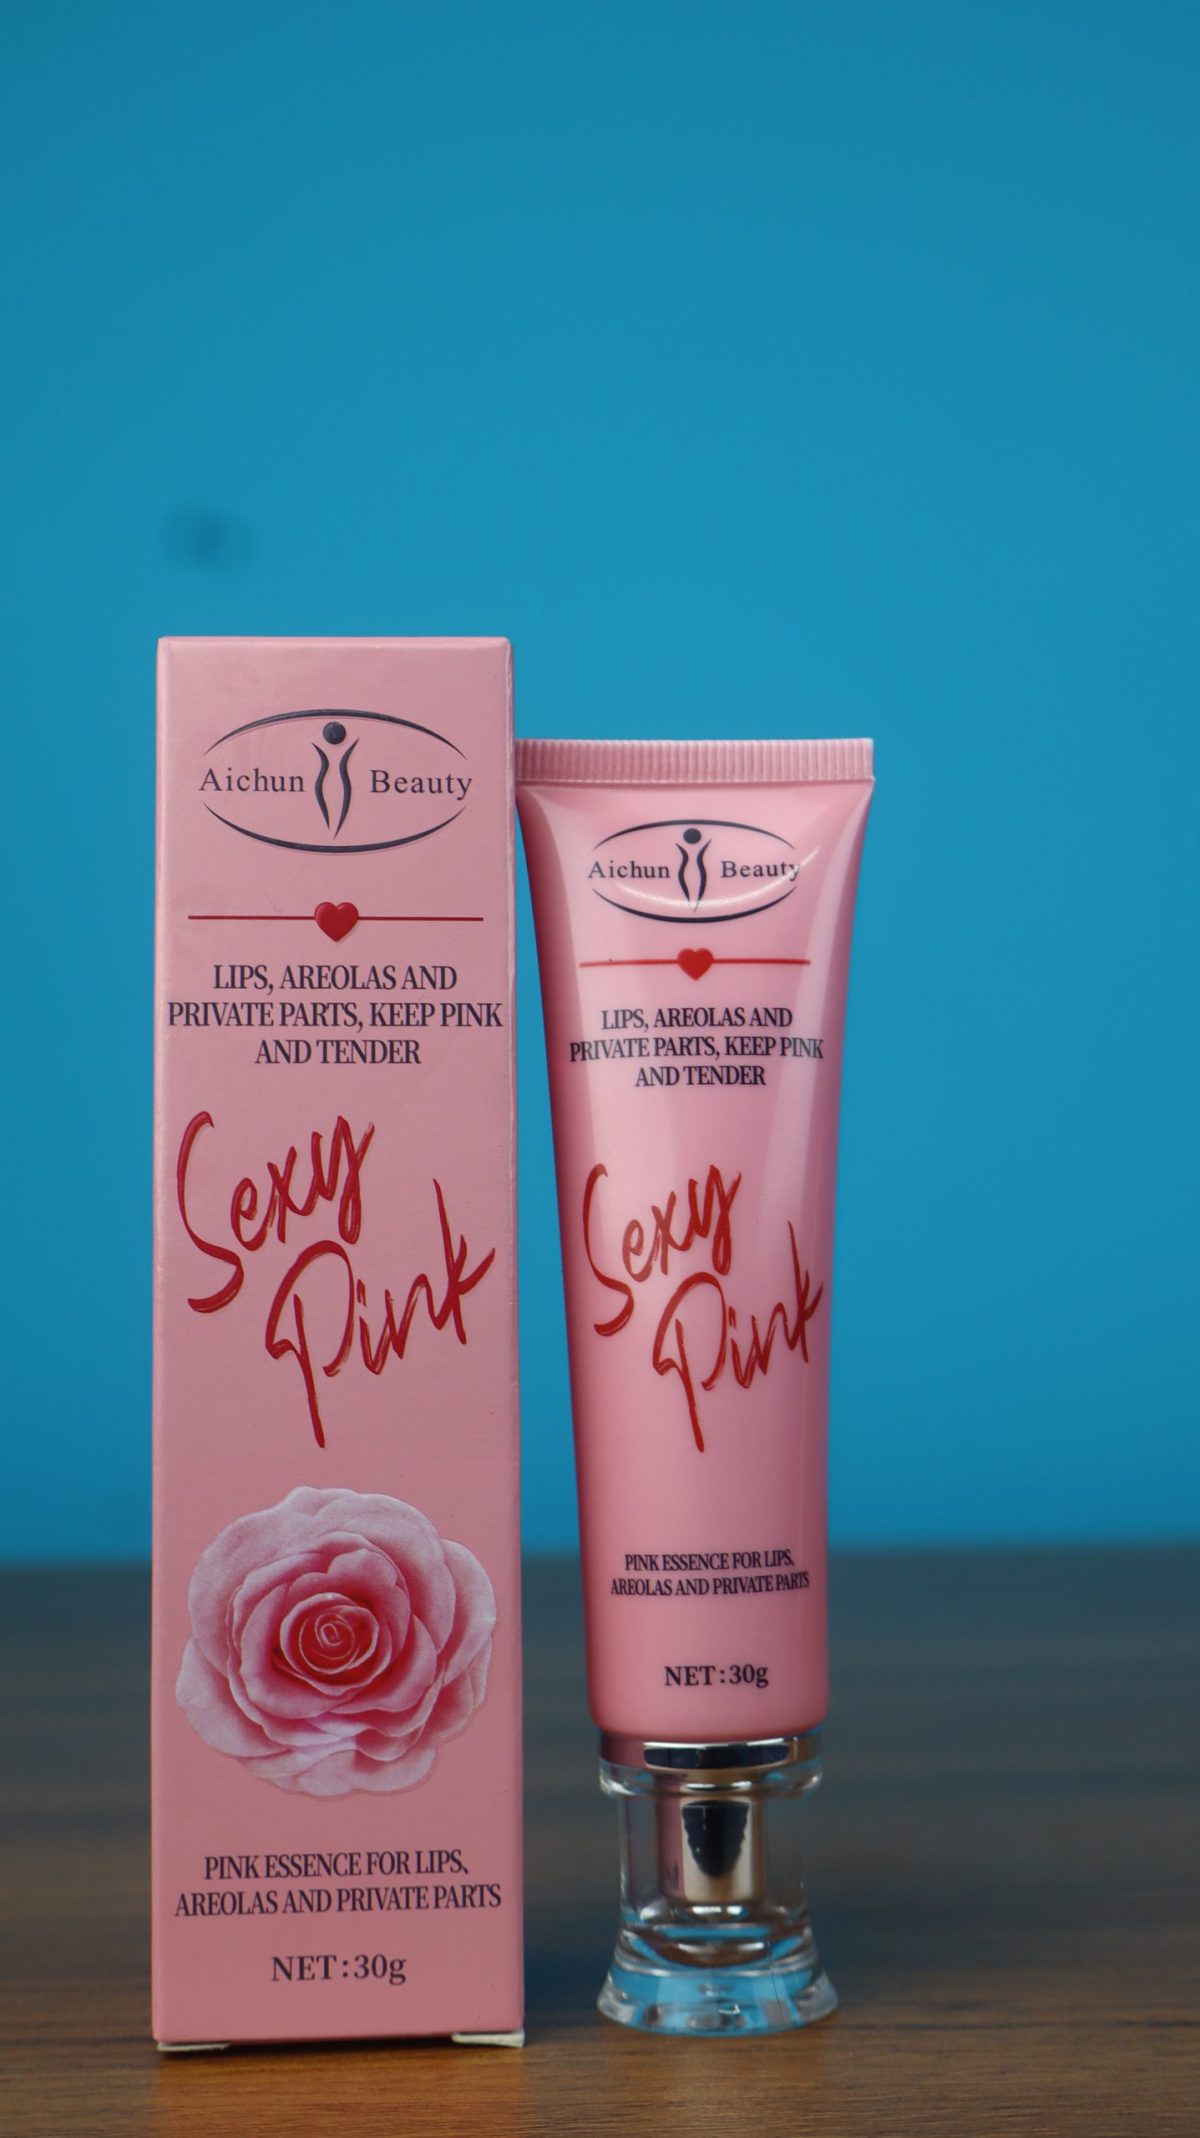 Aichun Beauty
LIPS, AREOLAS AND
PRIVATE PARTS, KEEP PINK
AND TENDER
Sexy
Pink
PINK ESSENCE FOR LIPS,
AREOLAS AND PRIVATE PARTS
NET:30g
Aichun Beauty
LIPS, AREOLAS AND
PRIVATE PARTS, KEEP PINK
AND TENDER
Sexy
Pink
PINK ESSENCE FOR LIPS,
AREOLAS AND PRIVATE PARTS
NET:30g